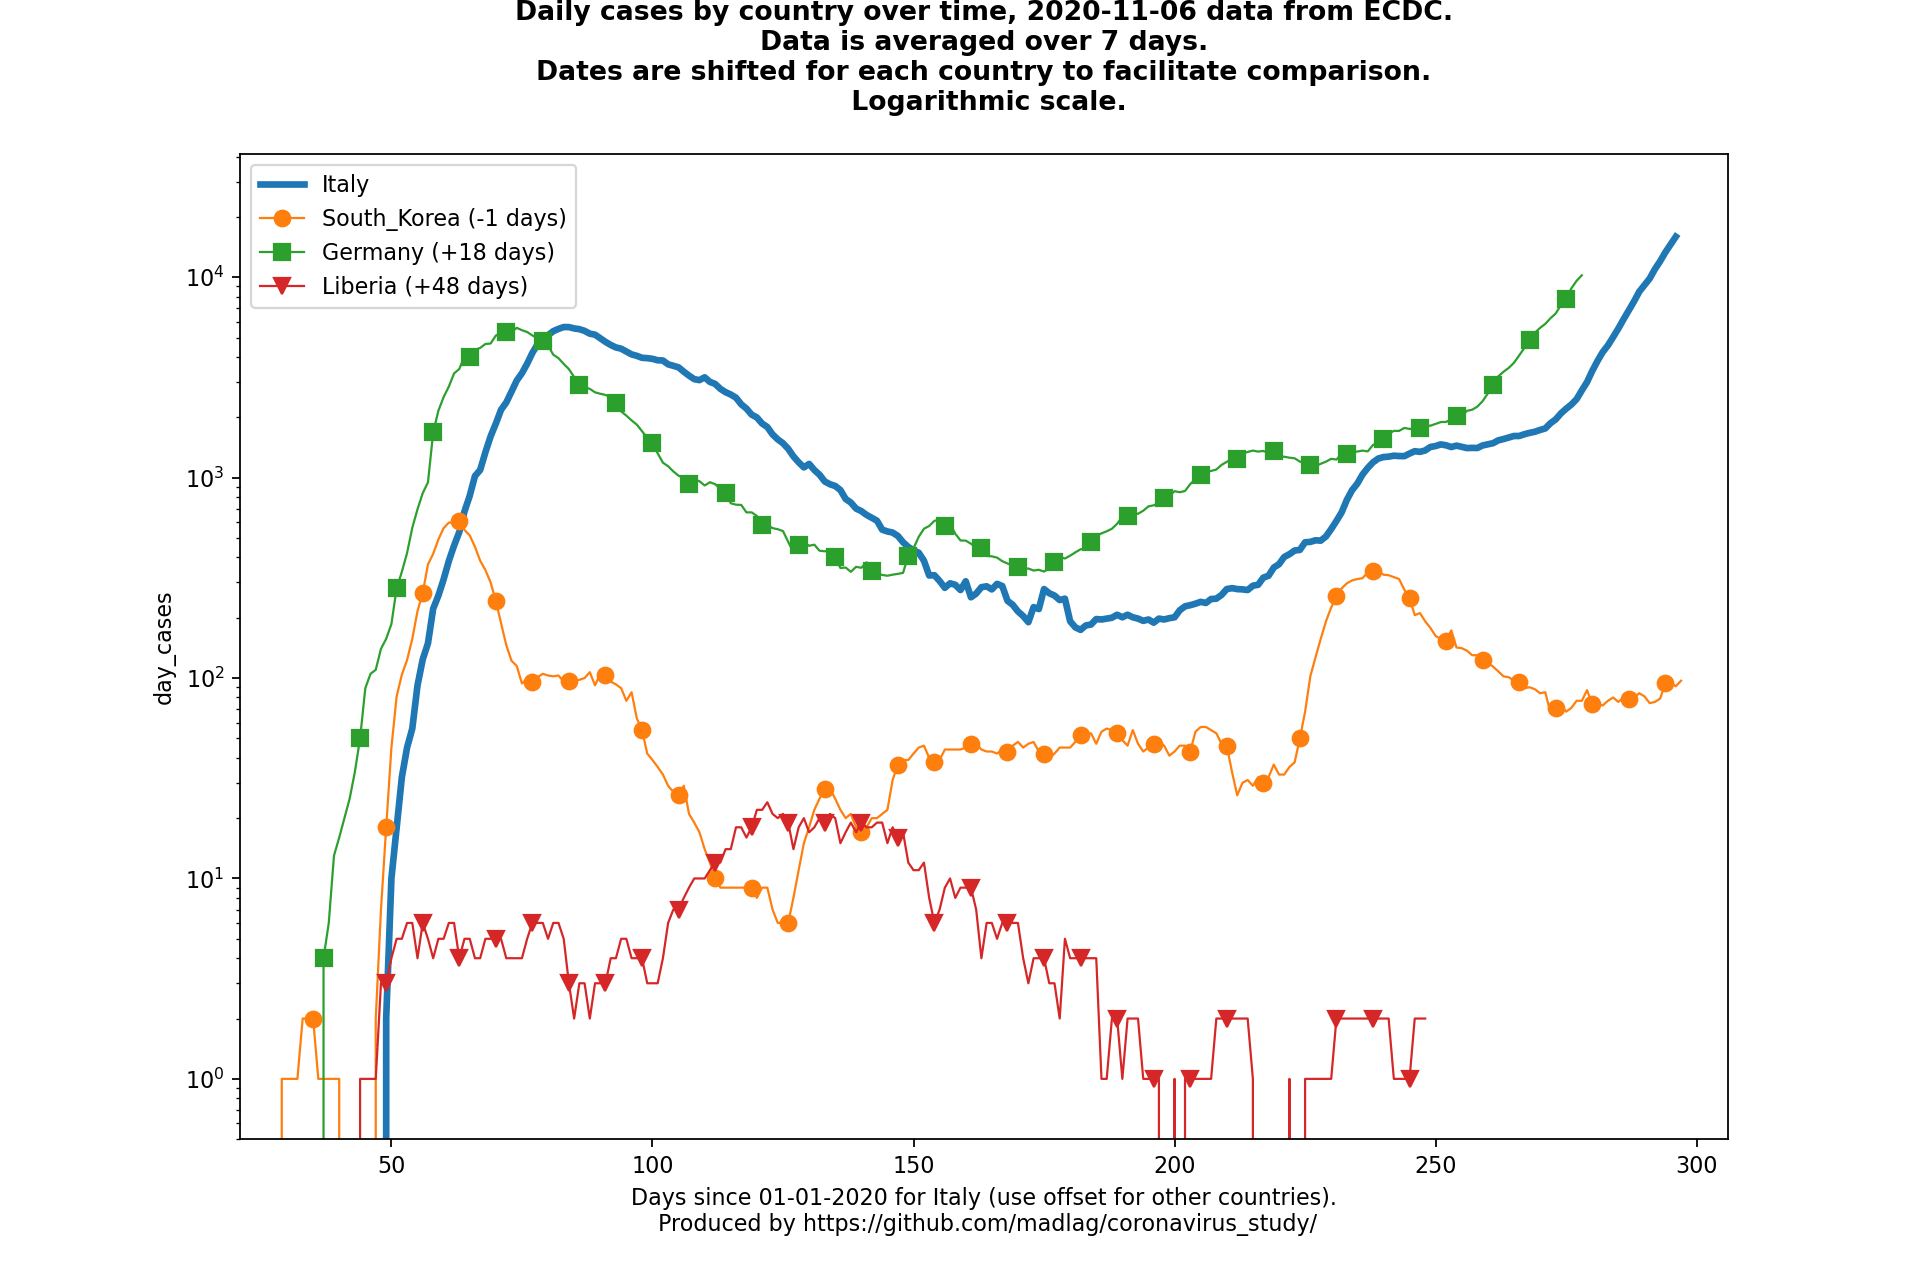 Daily cases by country over time, 2020-11-06 data from ECDC.
Data is averaged over 7 days.
Dates are shifted for each country to facilitate comparison.
Logarithmic scale.
Italy
South_Korea (-1 days)
Germany (+18 days)
Liberia (+48 days)
day_cases
10⁴
10³
10²
10¹
10⁰
50 100 150 200 250 300
Days since 01-01-2020 for Italy (use offset for other countries).
Produced by https://github.com/madlag/coronavirus_study/